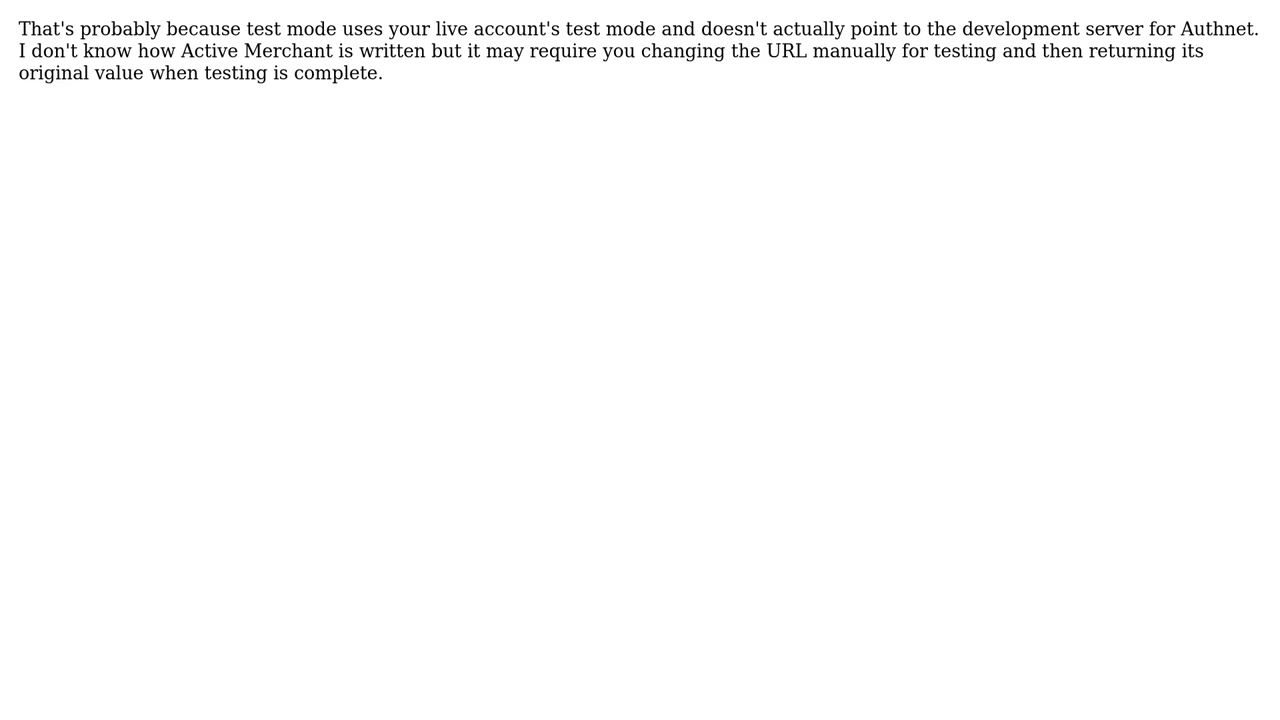 That's probably because test mode uses your live account's test mode and doesn't actually point to the development server for Authnet.
I don't know how Active Merchant is written but it may require you changing the URL manually for testing and then returning its
original value when testing is complete.